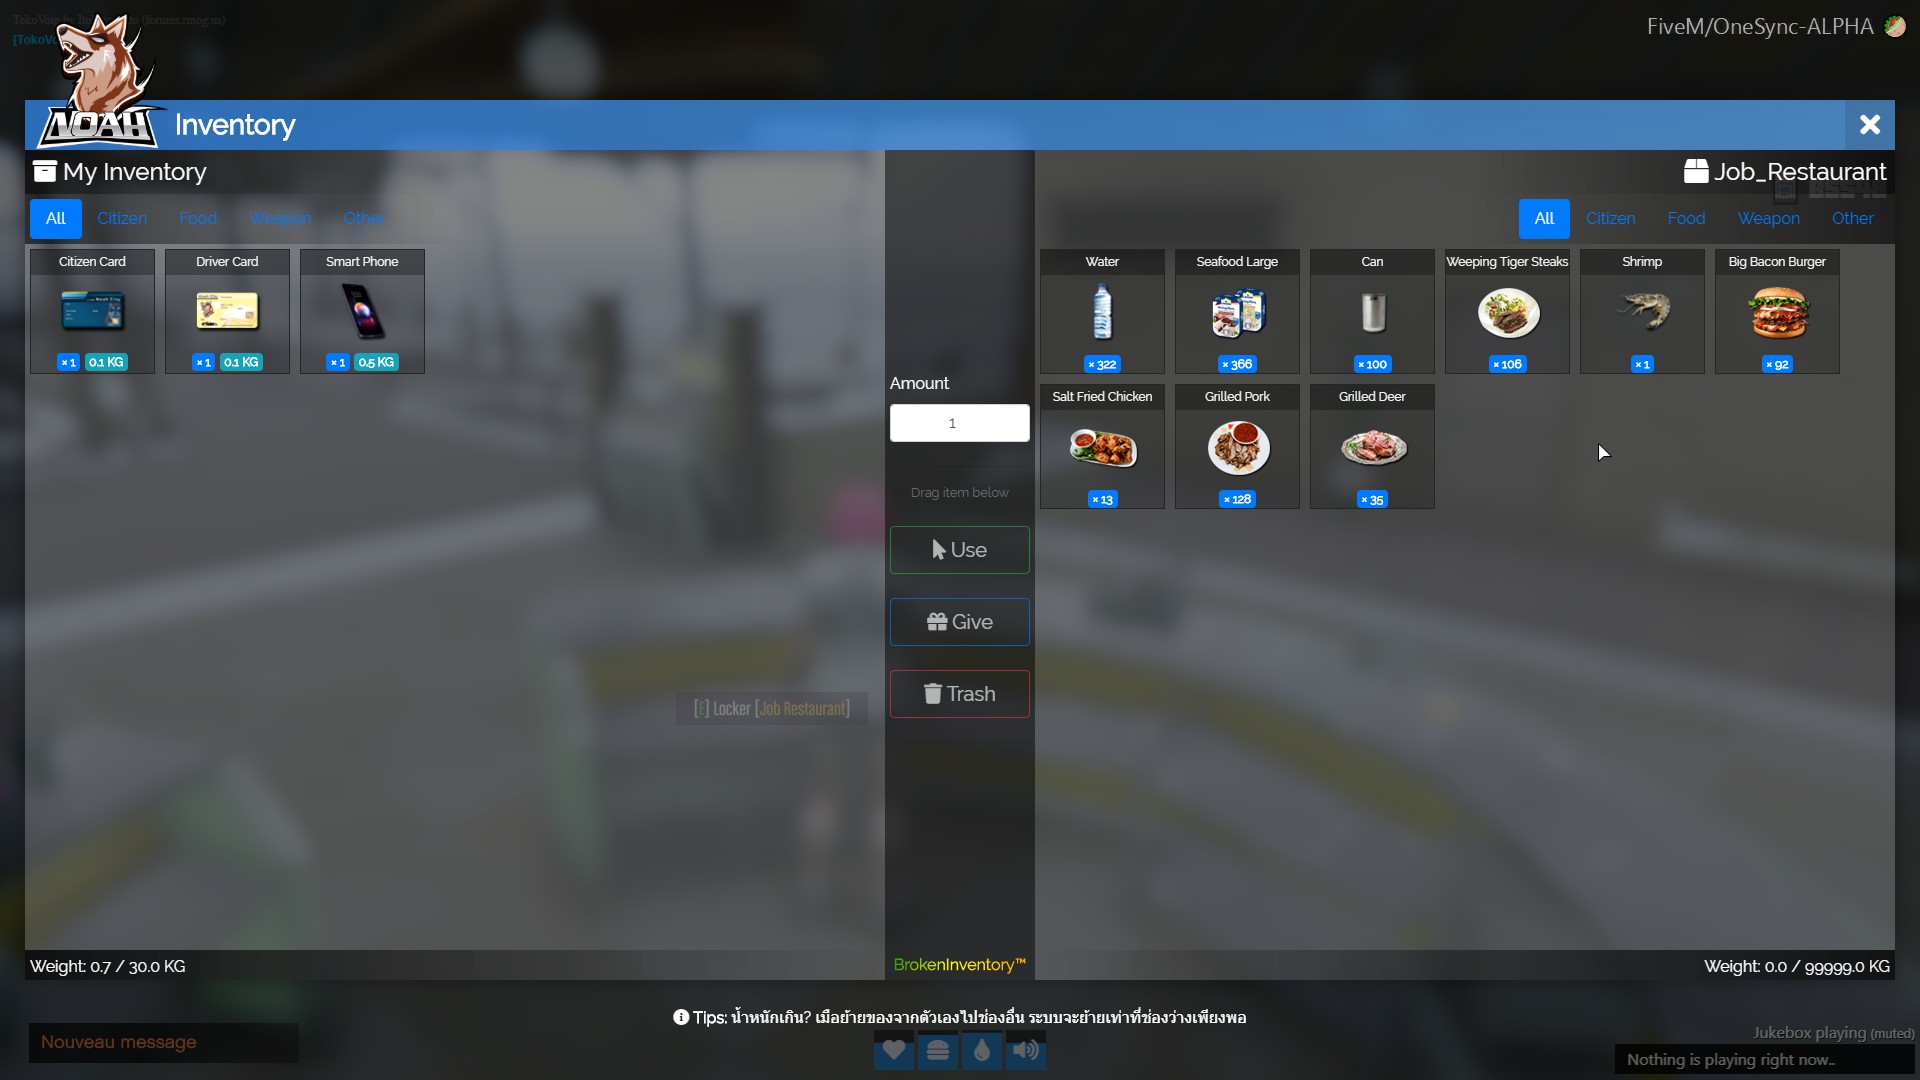 FiveM/OneSync-ALPHA
NOAH
Inventory
My Inventory
Job_Restaurant
All Citizen Food Weapon Other
All Citizen Food Weapon Other
Citizen Card
× 1 0.1 KG
Driver Card
× 1 0.1 KG
Smart Phone
× 1 0.5 KG
Amount
1
Drag item below
Use
Give
Trash
BrokenInventory™
Water
× 322
Seafood Large
× 366
Can
× 100
Weeping Tiger Steaks
× 106
Shrimp
× 1
Big Bacon Burger
× 92
Salt Fried Chicken
× 13
Grilled Pork
× 128
Grilled Deer
× 35
[E] Locker [Job Restaurant]
Weight: 0.7 / 30.0 KG
Weight: 0.0 / 99999.0 KG
Tips: น้ำหนักเกิน? เมื่อย้ายของจากตัวเองไปช่องอื่น ระบบจะย้ายเท่าที่ช่องว่างเพียงพอ
Nouveau message
Jukebox playing (muted)
Nothing is playing right now..